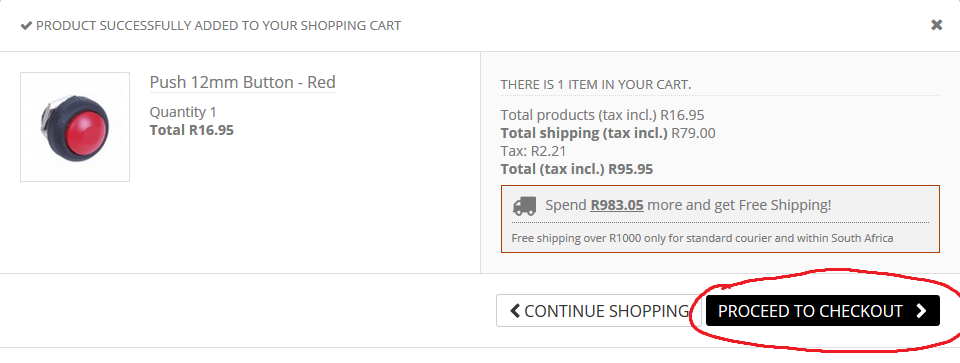 PRODUCT SUCCESSFULLY ADDED TO YOUR SHOPPING CART
Push 12mm Button - Red
Quantity 1
Total R16.95
THERE IS 1 ITEM IN YOUR CART.
Total products (tax incl.) R16.95
Total shipping (tax incl.) R79.00
Tax: R2.21
Total (tax incl.) R95.95
Spend R983.05 more and get Free Shipping!
Free shipping over R1000 only for standard courier and within South Africa
CONTINUE SHOPPING
PROCEED TO CHECKOUT